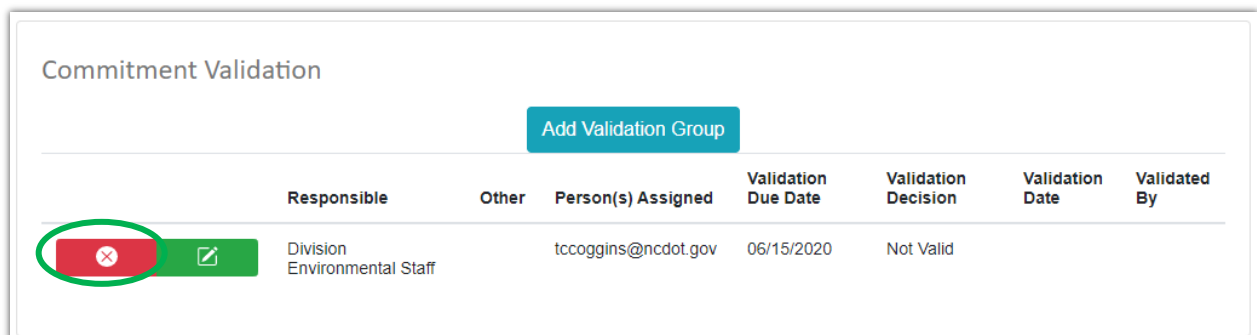 Commitment Validation
Add Validation Group
Responsible Other Person(s) Assigned Validation Due Date Validation Decision Validation Date Validated By
Division Environmental Staff tccoggins@ncdot.gov 06/15/2020 Not Valid